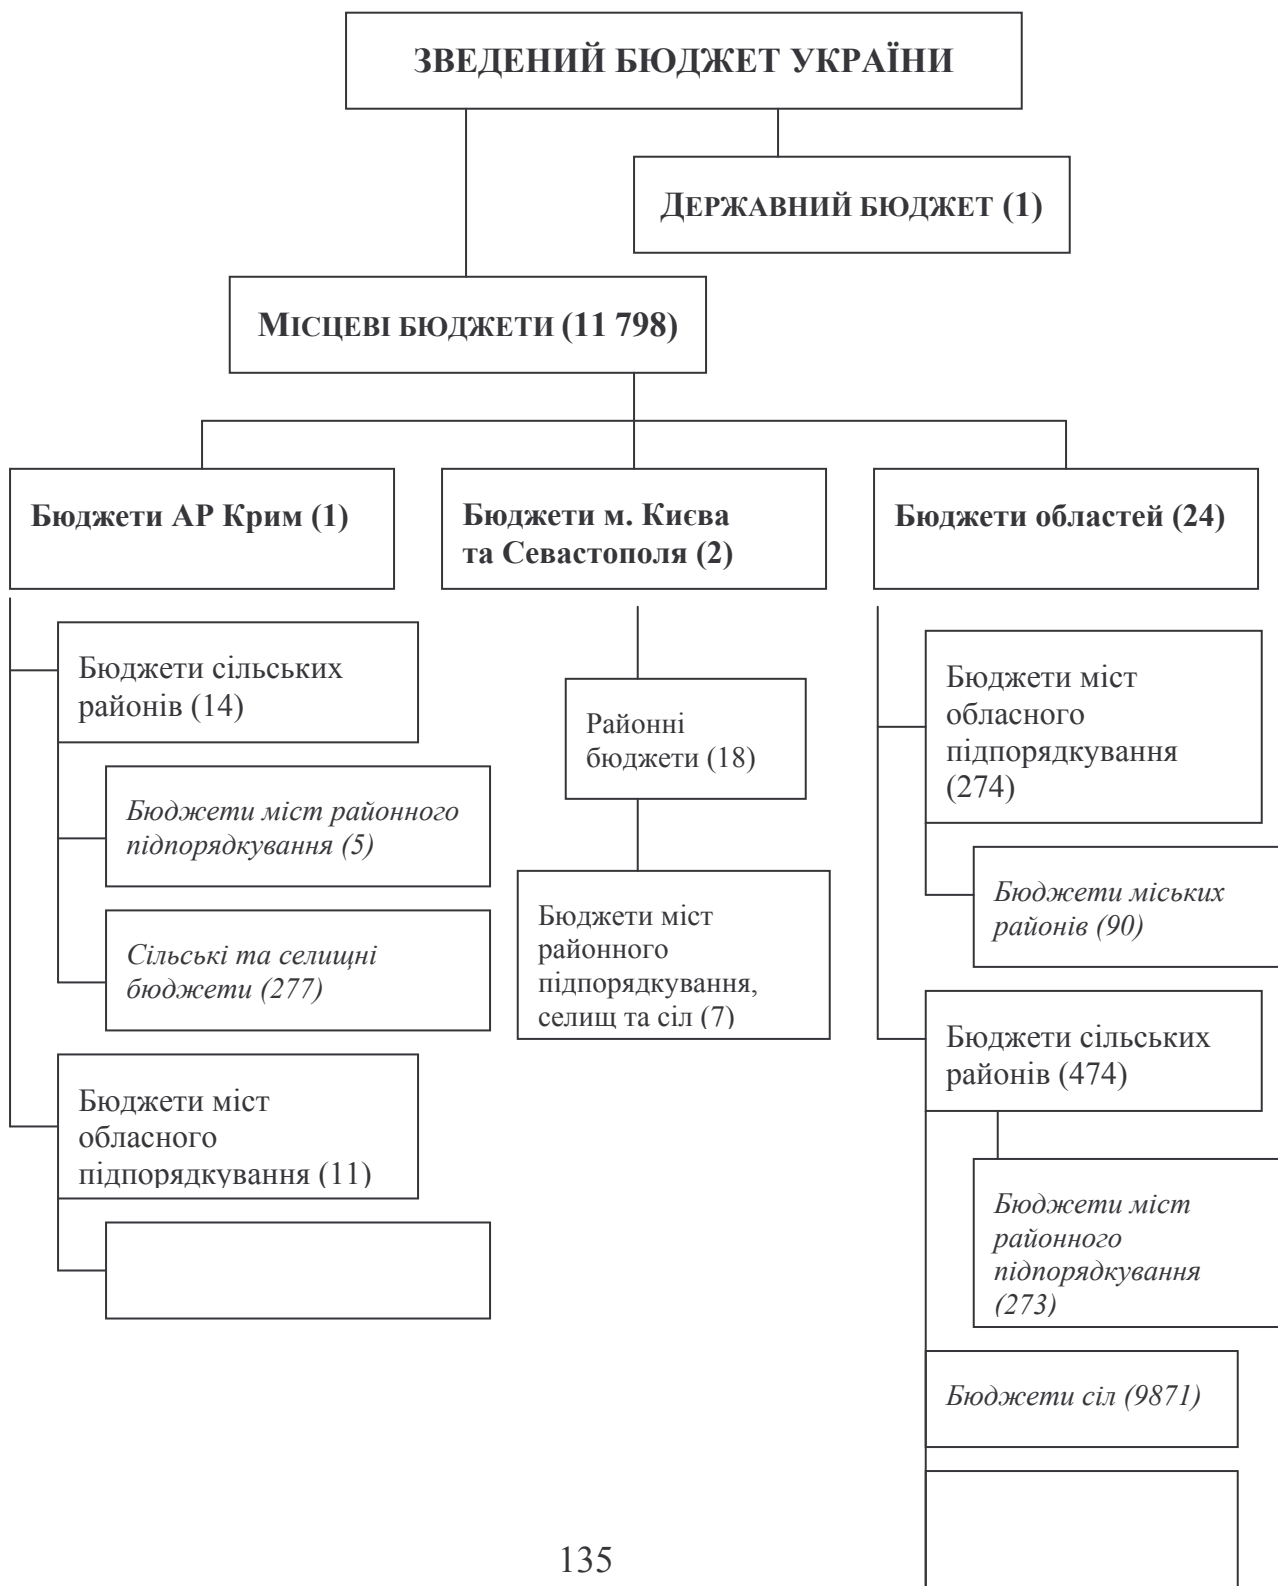 ЗВЕДЕНИЙ БЮДЖЕТ УКРАЇНИ
ДЕРЖАВНИЙ БЮДЖЕТ (1)
МІСЦЕВІ БЮДЖЕТИ (11 798)
Бюджети АР Крим (1)
Бюджети м. Києва
та Севастополя (2)
Бюджети областей (24)
Бюджети сільських
районів (14)
Бюджети міст районного
підпорядкування (5)
Сільські та селищні
бюджети (277)
Бюджети міст
обласного
підпорядкування (11)
Районні
бюджети (18)
Бюджети міст
районного
підпорядкування,
селищ та сіл (7)
Бюджети міст
обласного
підпорядкування
(274)
Бюджети міських
районів (90)
Бюджети сільських
районів (474)
Бюджети міст
районного
підпорядкування
(273)
Бюджети сіл (9871)
135